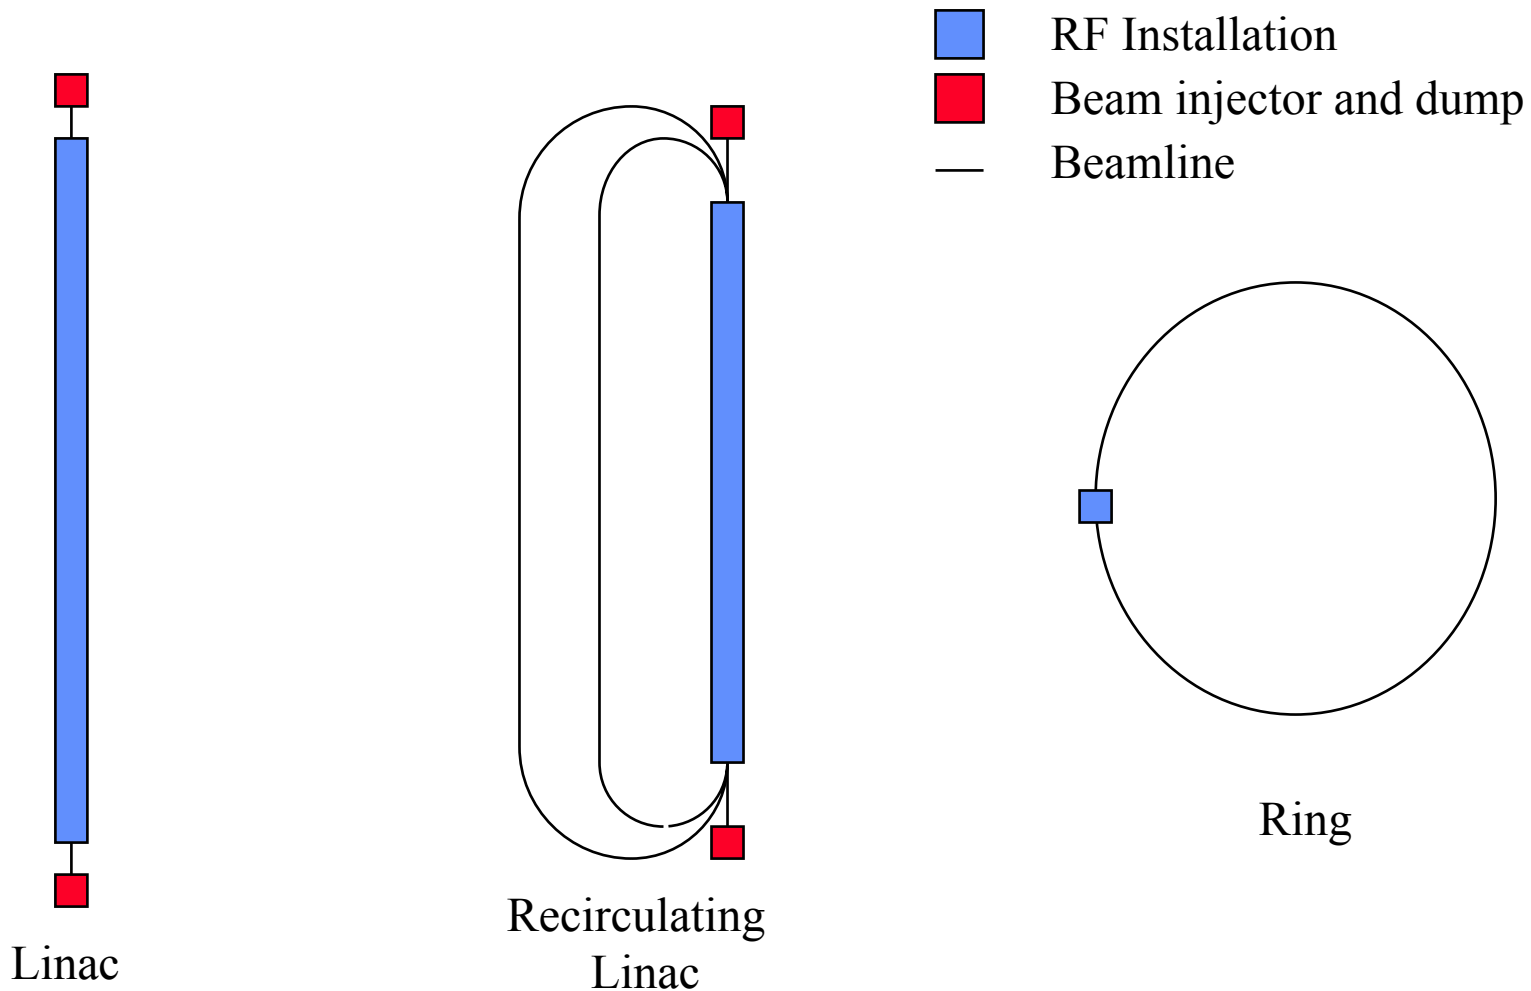 RF Installation
Beam injector and dump
Beamline
Ring
Recirculating
Linac
Linac